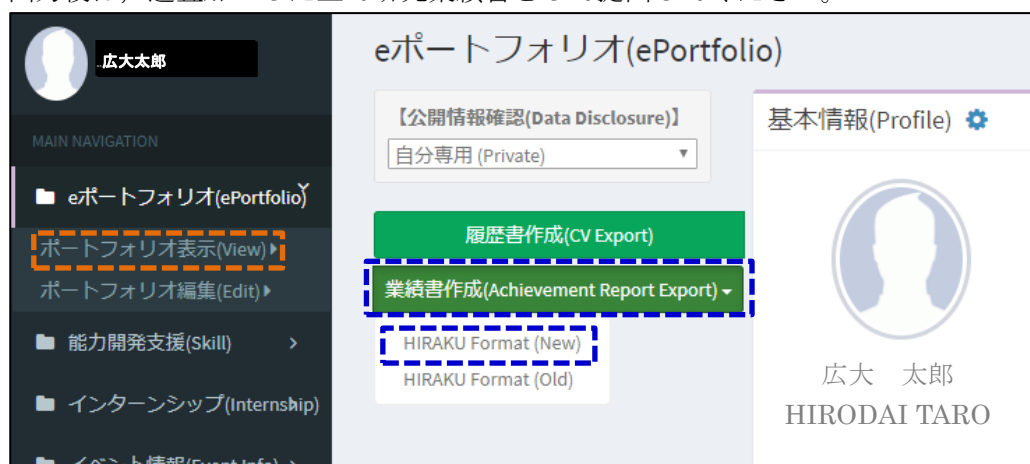 広大太郎
MAIN NAVIGATION
eポートフォリオ(ePortfolio)
ポートフォリオ表示(View)
ポートフォリオ編集(Edit)
能力開発支援(Skill)
インターンシップ(Internship)
eポートフォリオ(ePortfolio)
【公開情報確認(Data Disclosure)】
自分専用 (Private)
履歴書作成(CV Export)
業績書作成(Achievement Report Export)
HIRAKU Format (New)
HIRAKU Format (Old)
基本情報(Profile)
広大 太郎
HIRODAI TARO